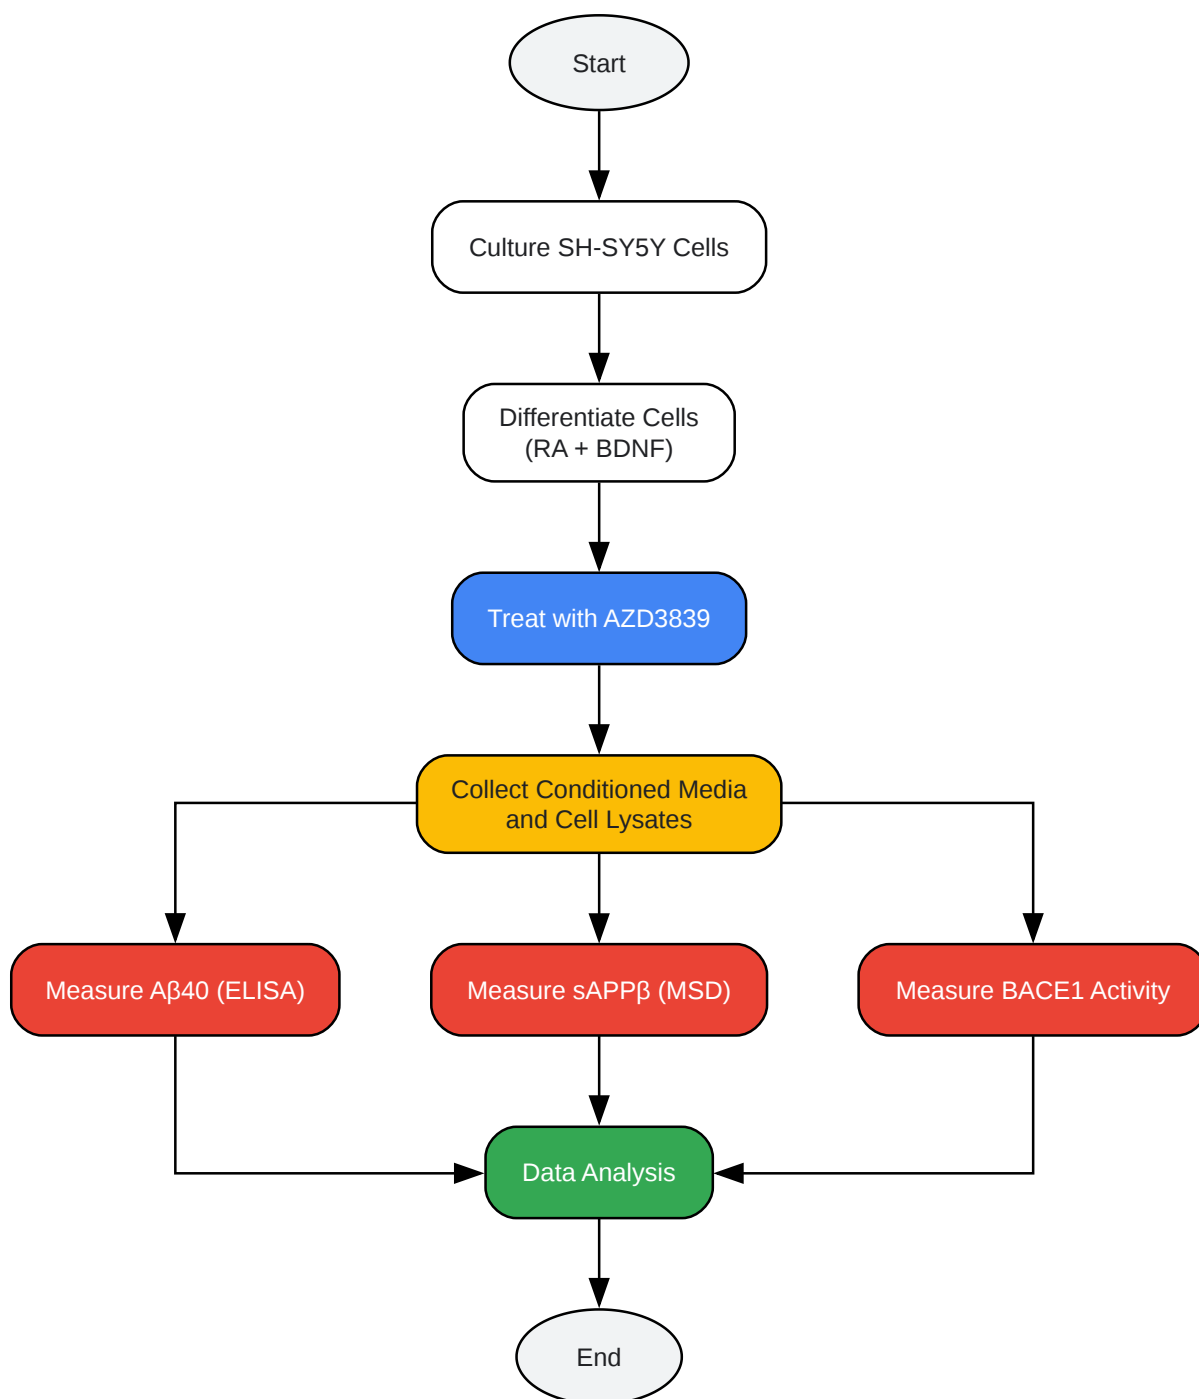 Start
Culture SH-SY5Y Cells
Differentiate Cells
(RA + BDNF)
Treat with AZD3839
Collect Conditioned Media
and Cell Lysates
Measure Aβ40 (ELISA)
Measure sAPPβ (MSD)
Measure BACE1 Activity
Data Analysis
End